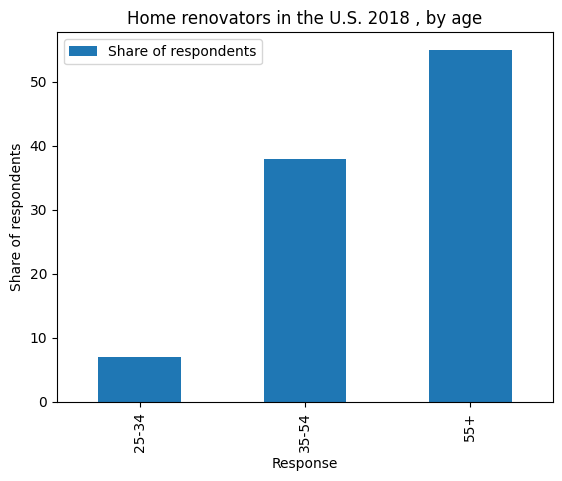 Home renovators in the U.S. 2018 , by age
Share of respondents
Share of respondents
50
40
30
20
10
0
25-34
35-54
55+
Response